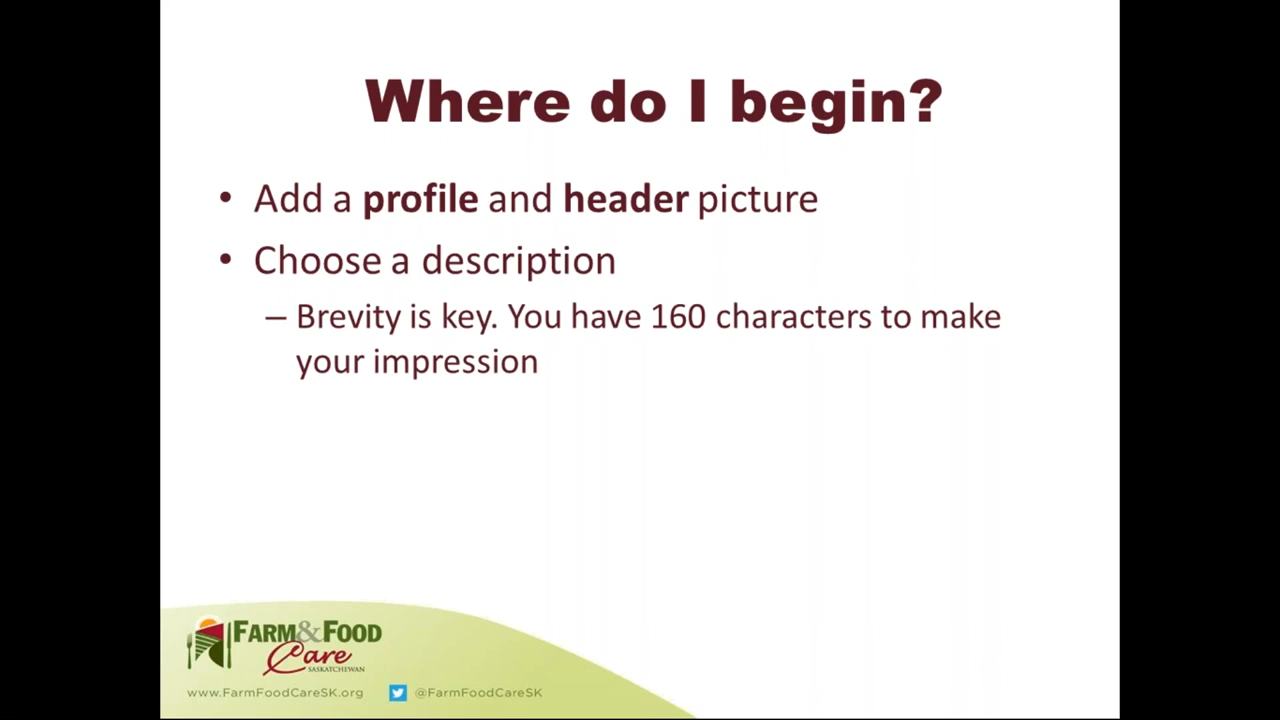 Where do I begin?
• Add a profile and header picture
• Choose a description
– Brevity is key. You have 160 characters to make
your impression
FARM&FOOD
Care
SASKATCHEWAN
www.FarmFoodCareSK.org @FarmFoodCareSK